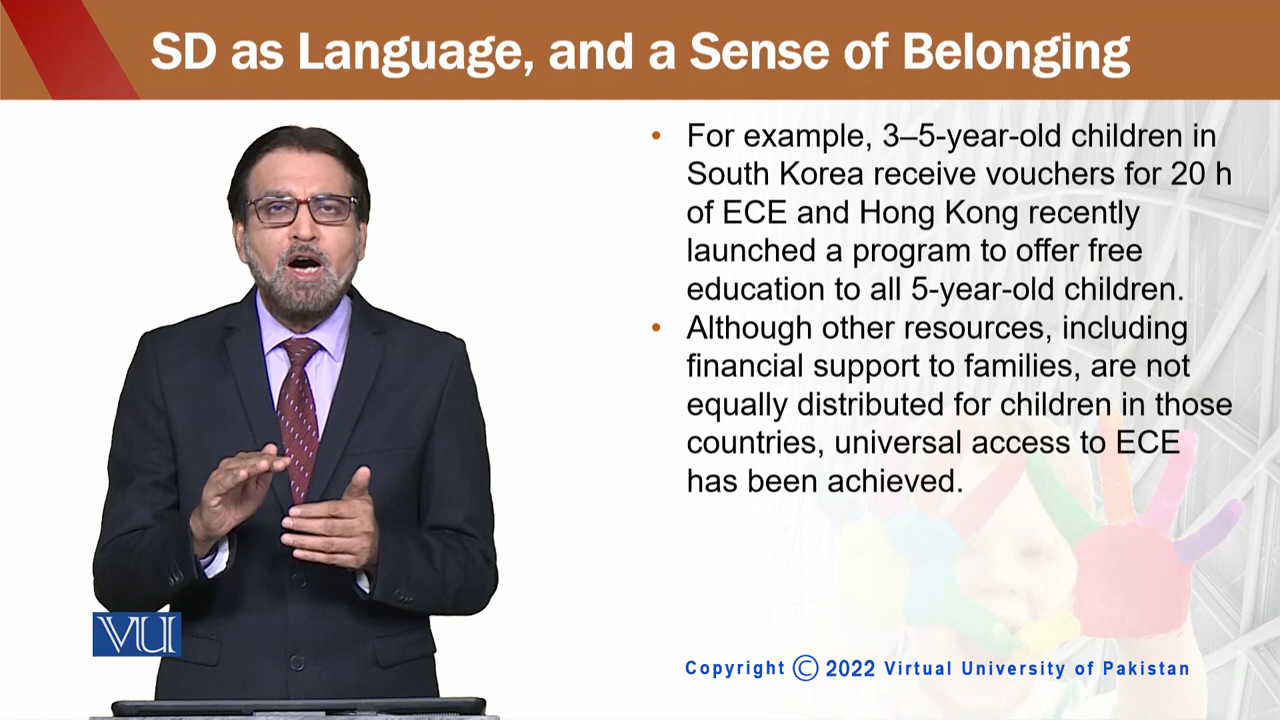 SD as Language, and a Sense of Belonging
• For example, 3–5-year-old children in
South Korea receive vouchers for 20 h
of ECE and Hong Kong recently
launched a program to offer free
education to all 5-year-old children.
• Although other resources, including
financial support to families, are not
equally distributed for children in those
countries, universal access to ECE
has been achieved.
VU
Copyright © 2022 Virtual University of Pakistan